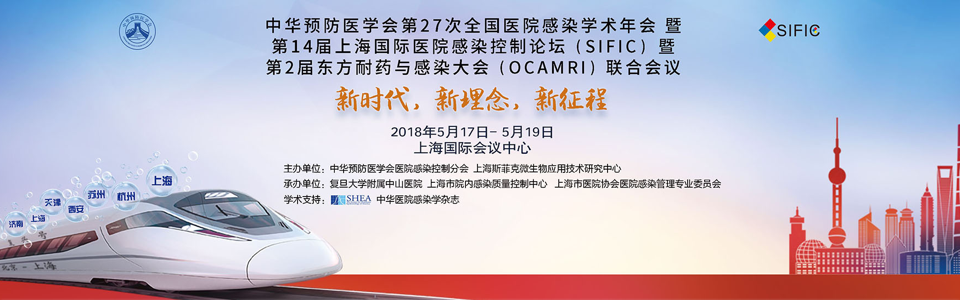 中华预防医学会第27次全国医院感染学术年会 暨
第14届上海国际医院感染控制论坛（SIFIC）暨
第2届东方耐药与感染大会（OCAMRI）联合会议
SIFIC
新时代，新理念，新征程
2018年5月17日- 5月19日
上海国际会议中心
主办单位：中华预防医学会医院感染控制分会 上海斯菲克微生物应用技术研究中心
承办单位：复旦大学附属中山医院 上海市院内感染质量控制中心 上海市医院协会医院感染管理专业委员会
学术支持：SHEA 中华医院感染学杂志
济南
上海
天津
西安
苏州
杭州
上海
北京－上海